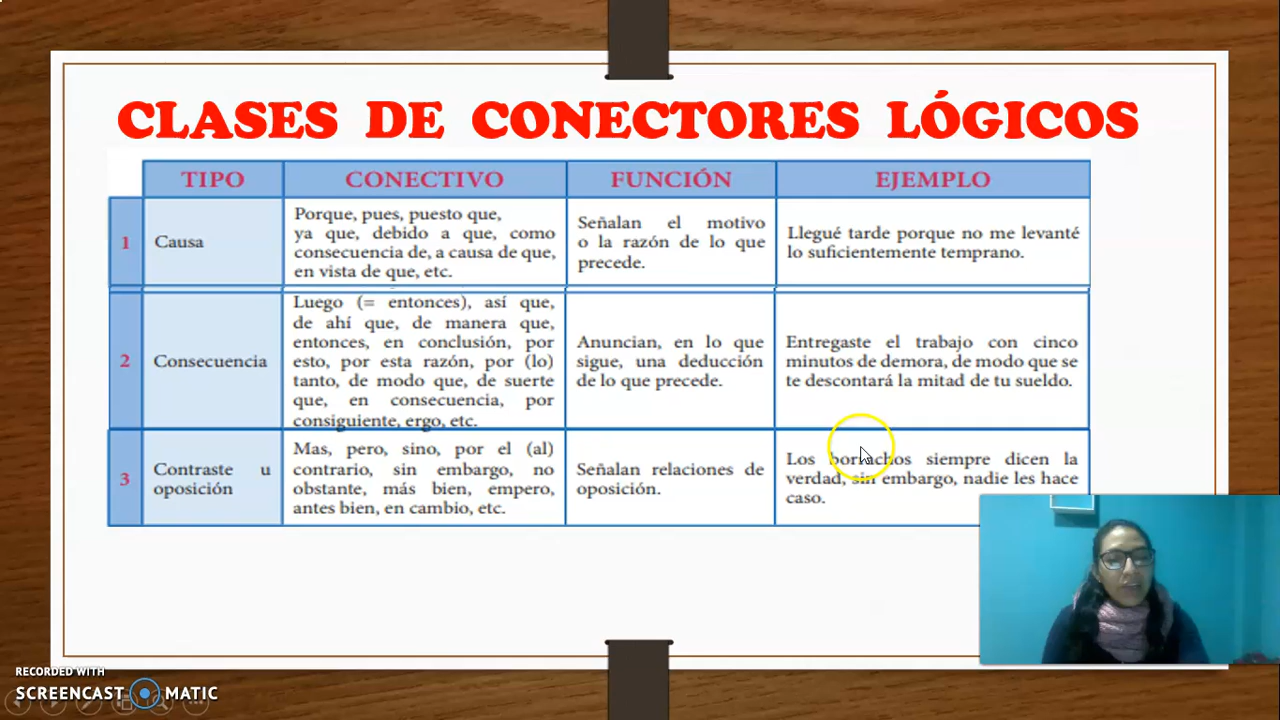 CLASES DE CONECTORES LÓGICOS
TIPO CONECTIVO FUNCIÓN EJEMPLO
1
Causa
Porque, pues, puesto que,
ya que, debido a que, como
consecuencia de, a causa de que,
en vista de que, etc.
Señalan el motivo
o la razón de lo que
precede.
Llegué tarde porque no me levanté
lo suficientemente temprano.
2
Consecuencia
Luego (= entonces), así que,
de ahí que, de manera que,
entonces, en conclusión, por
esto, por esta razón, por (lo)
tanto, de modo que, de suerte
que, en consecuencia, por
consiguiente, ergo, etc.
Anuncian, en lo que
sigue, una deducción
de lo que precede.
Entregaste el trabajo con cinco
minutos de demora, de modo que se
te descontará la mitad de tu sueldo.
3
Contraste u
oposición
Mas, pero, sino, por el (al)
contrario, sin embargo, no
obstante, más bien, empero,
antes bien, en cambio, etc.
Señalan relaciones de
oposición.
Los borrachos siempre dicen la
verdad, sin embargo, nadie les hace
caso.
RECORDED WITH
SCREENCAST MATIC